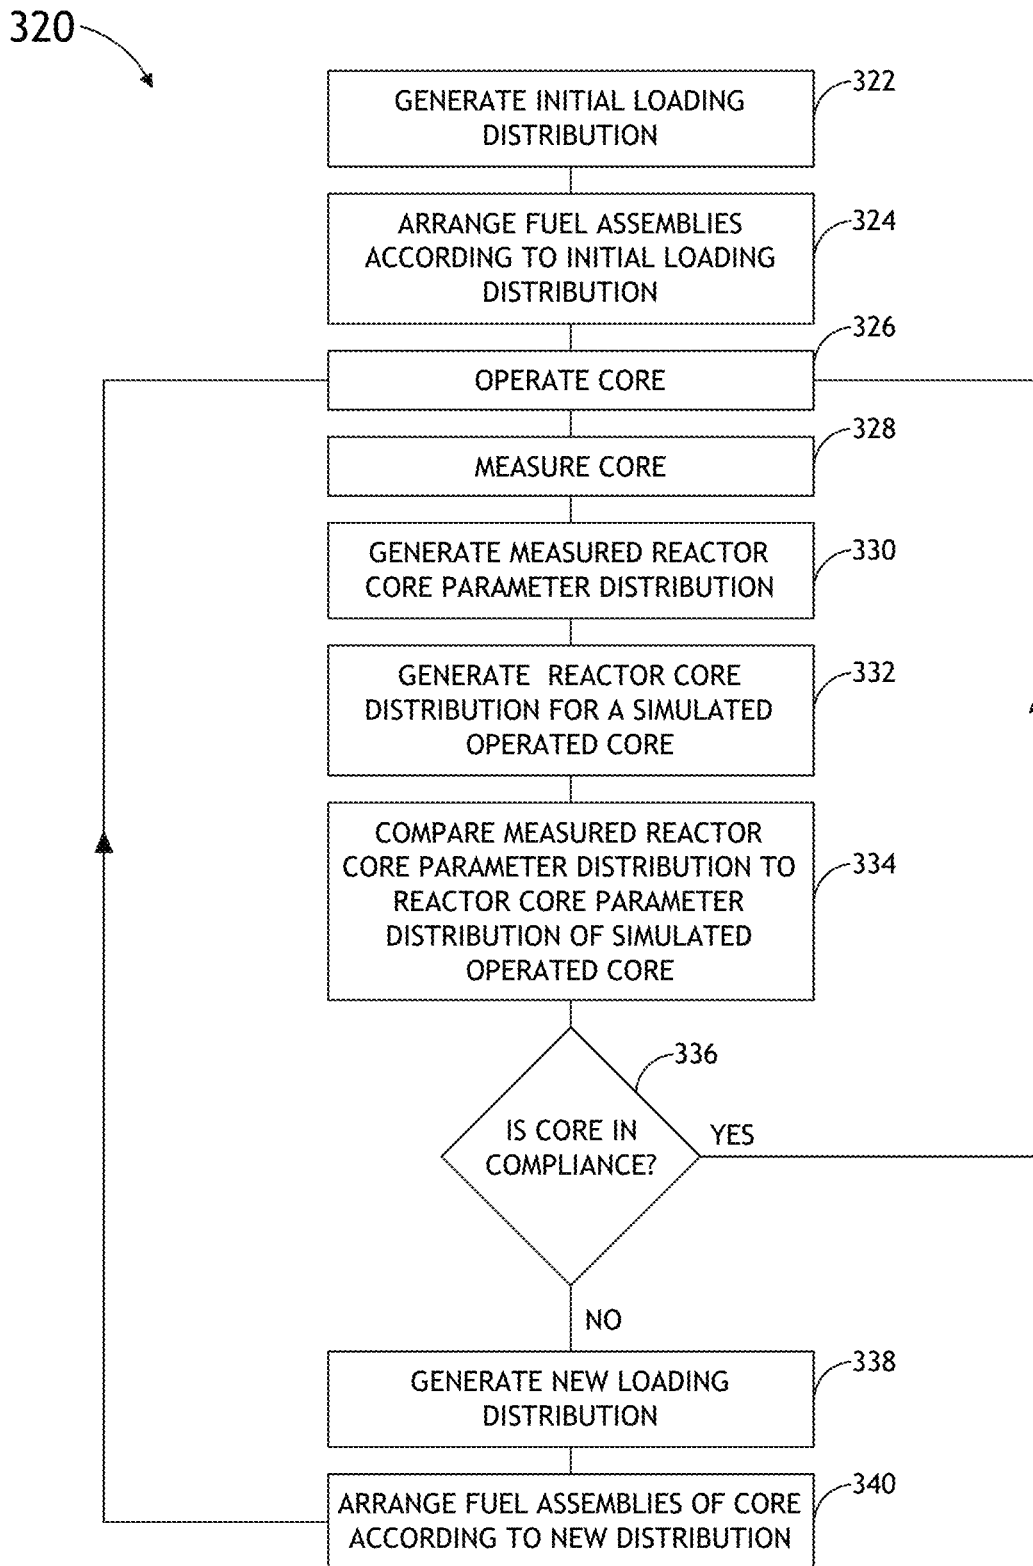 320
GENERATE INITIAL LOADING
DISTRIBUTION
322
ARRANGE FUEL ASSEMBLIES
ACCORDING TO INITIAL LOADING
DISTRIBUTION
324
OPERATE CORE
326
MEASURE CORE
328
GENERATE MEASURED REACTOR
CORE PARAMETER DISTRIBUTION
330
GENERATE REACTOR CORE
DISTRIBUTION FOR A SIMULATED
OPERATED CORE
332
COMPARE MEASURED REACTOR
CORE PARAMETER DISTRIBUTION TO
REACTOR CORE PARAMETER
DISTRIBUTION OF SIMULATED
OPERATED CORE
334
IS CORE IN
COMPLIANCE?
336
YES
NO
GENERATE NEW LOADING
DISTRIBUTION
338
ARRANGE FUEL ASSEMBLIES OF CORE
ACCORDING TO NEW DISTRIBUTION
340